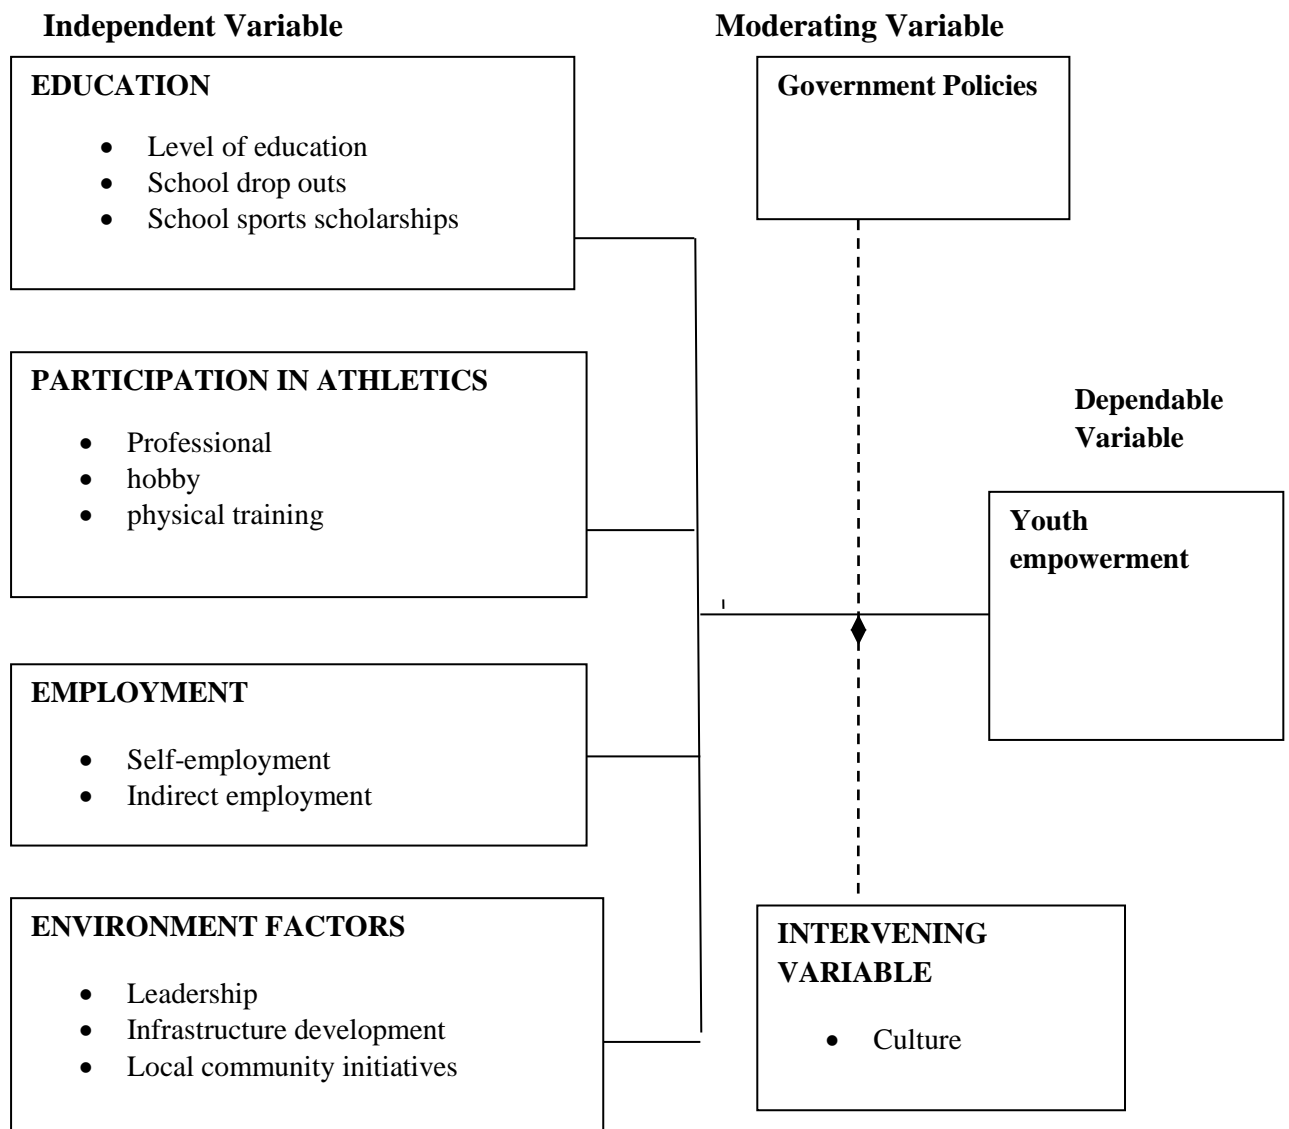 Independent Variable
EDUCATION
• Level of education
• School drop outs
• School sports scholarships
PARTICIPATION IN ATHLETICS
• Professional
• hobby
• physical training
EMPLOYMENT
• Self-employment
• Indirect employment
ENVIRONMENT FACTORS
• Leadership
• Infrastructure development
• Local community initiatives
Moderating Variable
Government Policies
Dependable
Variable
Youth
empowerment
INTERVENING
VARIABLE
• Culture